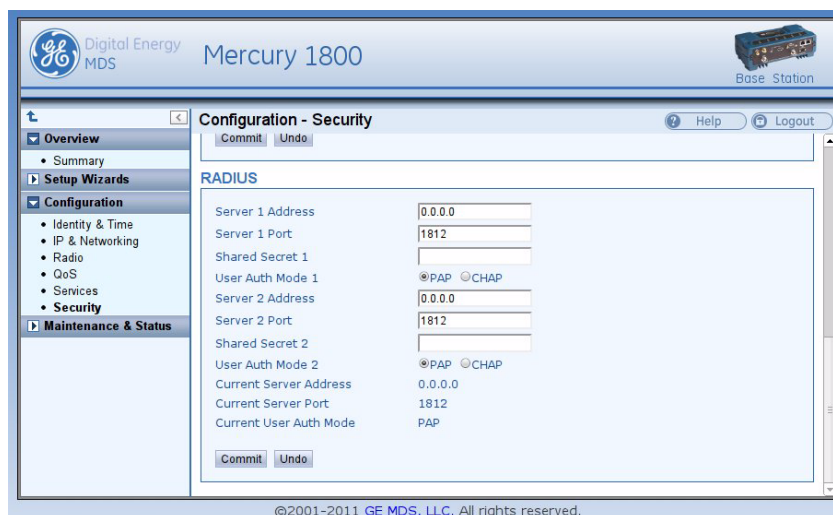 GE
Digital Energy
MDS
Mercury 1800
Base Station
Configuration - Security
Help
Logout
Overview
Summary
Setup Wizards
Configuration
Identity & Time
IP & Networking
Radio
QoS
Services
Security
Maintenance & Status
Commit Undo
RADIUS
Server 1 Address 0.0.0.0
Server 1 Port 1812
Shared Secret 1
User Auth Mode 1 PAP CHAP
Server 2 Address 0.0.0.0
Server 2 Port 1812
Shared Secret 2
User Auth Mode 2 PAP CHAP
Current Server Address 0.0.0.0
Current Server Port 1812
Current User Auth Mode PAP
Commit Undo
©2001-2011 GE MDS, LLC. All rights reserved.